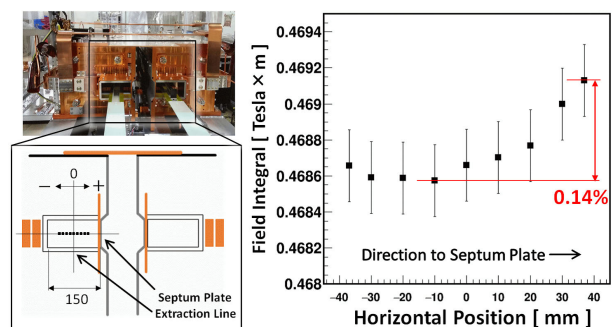 0
− +
150
Septum Plate
Extraction Line
Field Integral [ Tesla × m ]
0.4694
0.4692
0.469
0.4688
0.4686
0.4684
0.4682
0.468
0.14%
Direction to Septum Plate
−40 −30 −20 −10 0 10 20 30 40
Horizontal Position [ mm ]